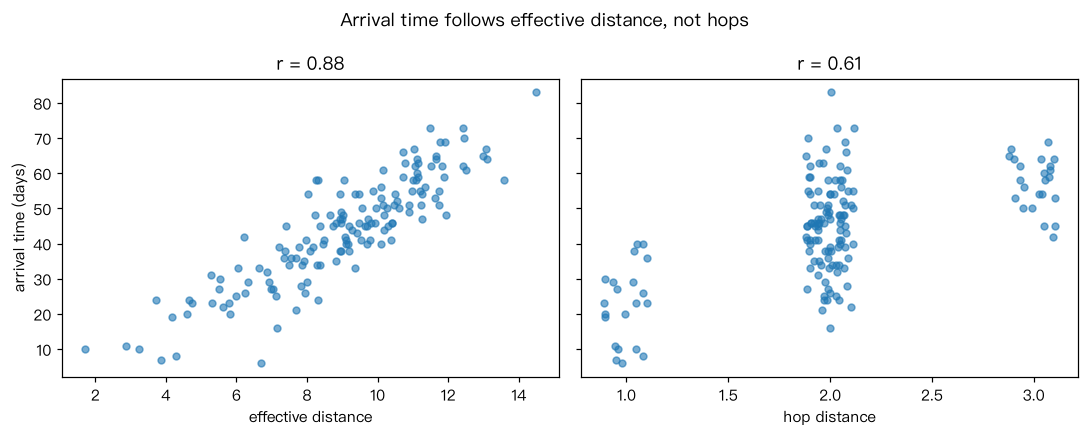 Arrival time follows effective distance, not hops
r = 0.88
r = 0.61
arrival time (days)
80
70
60
50
40
30
20
10
2 4 6 8 10 12 14
1.0 1.5 2.0 2.5 3.0
effective distance
hop distance